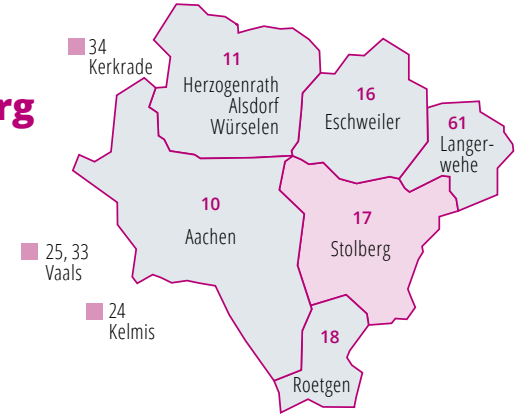 34
Kerkrade
rg
11
Herzogenrath
Alsdorf
Würselen
16
Eschweiler
61
Langer-
wehe
10
Aachen
17
Stolberg
25, 33
Vaals
24
Kelmis
18
Roetgen